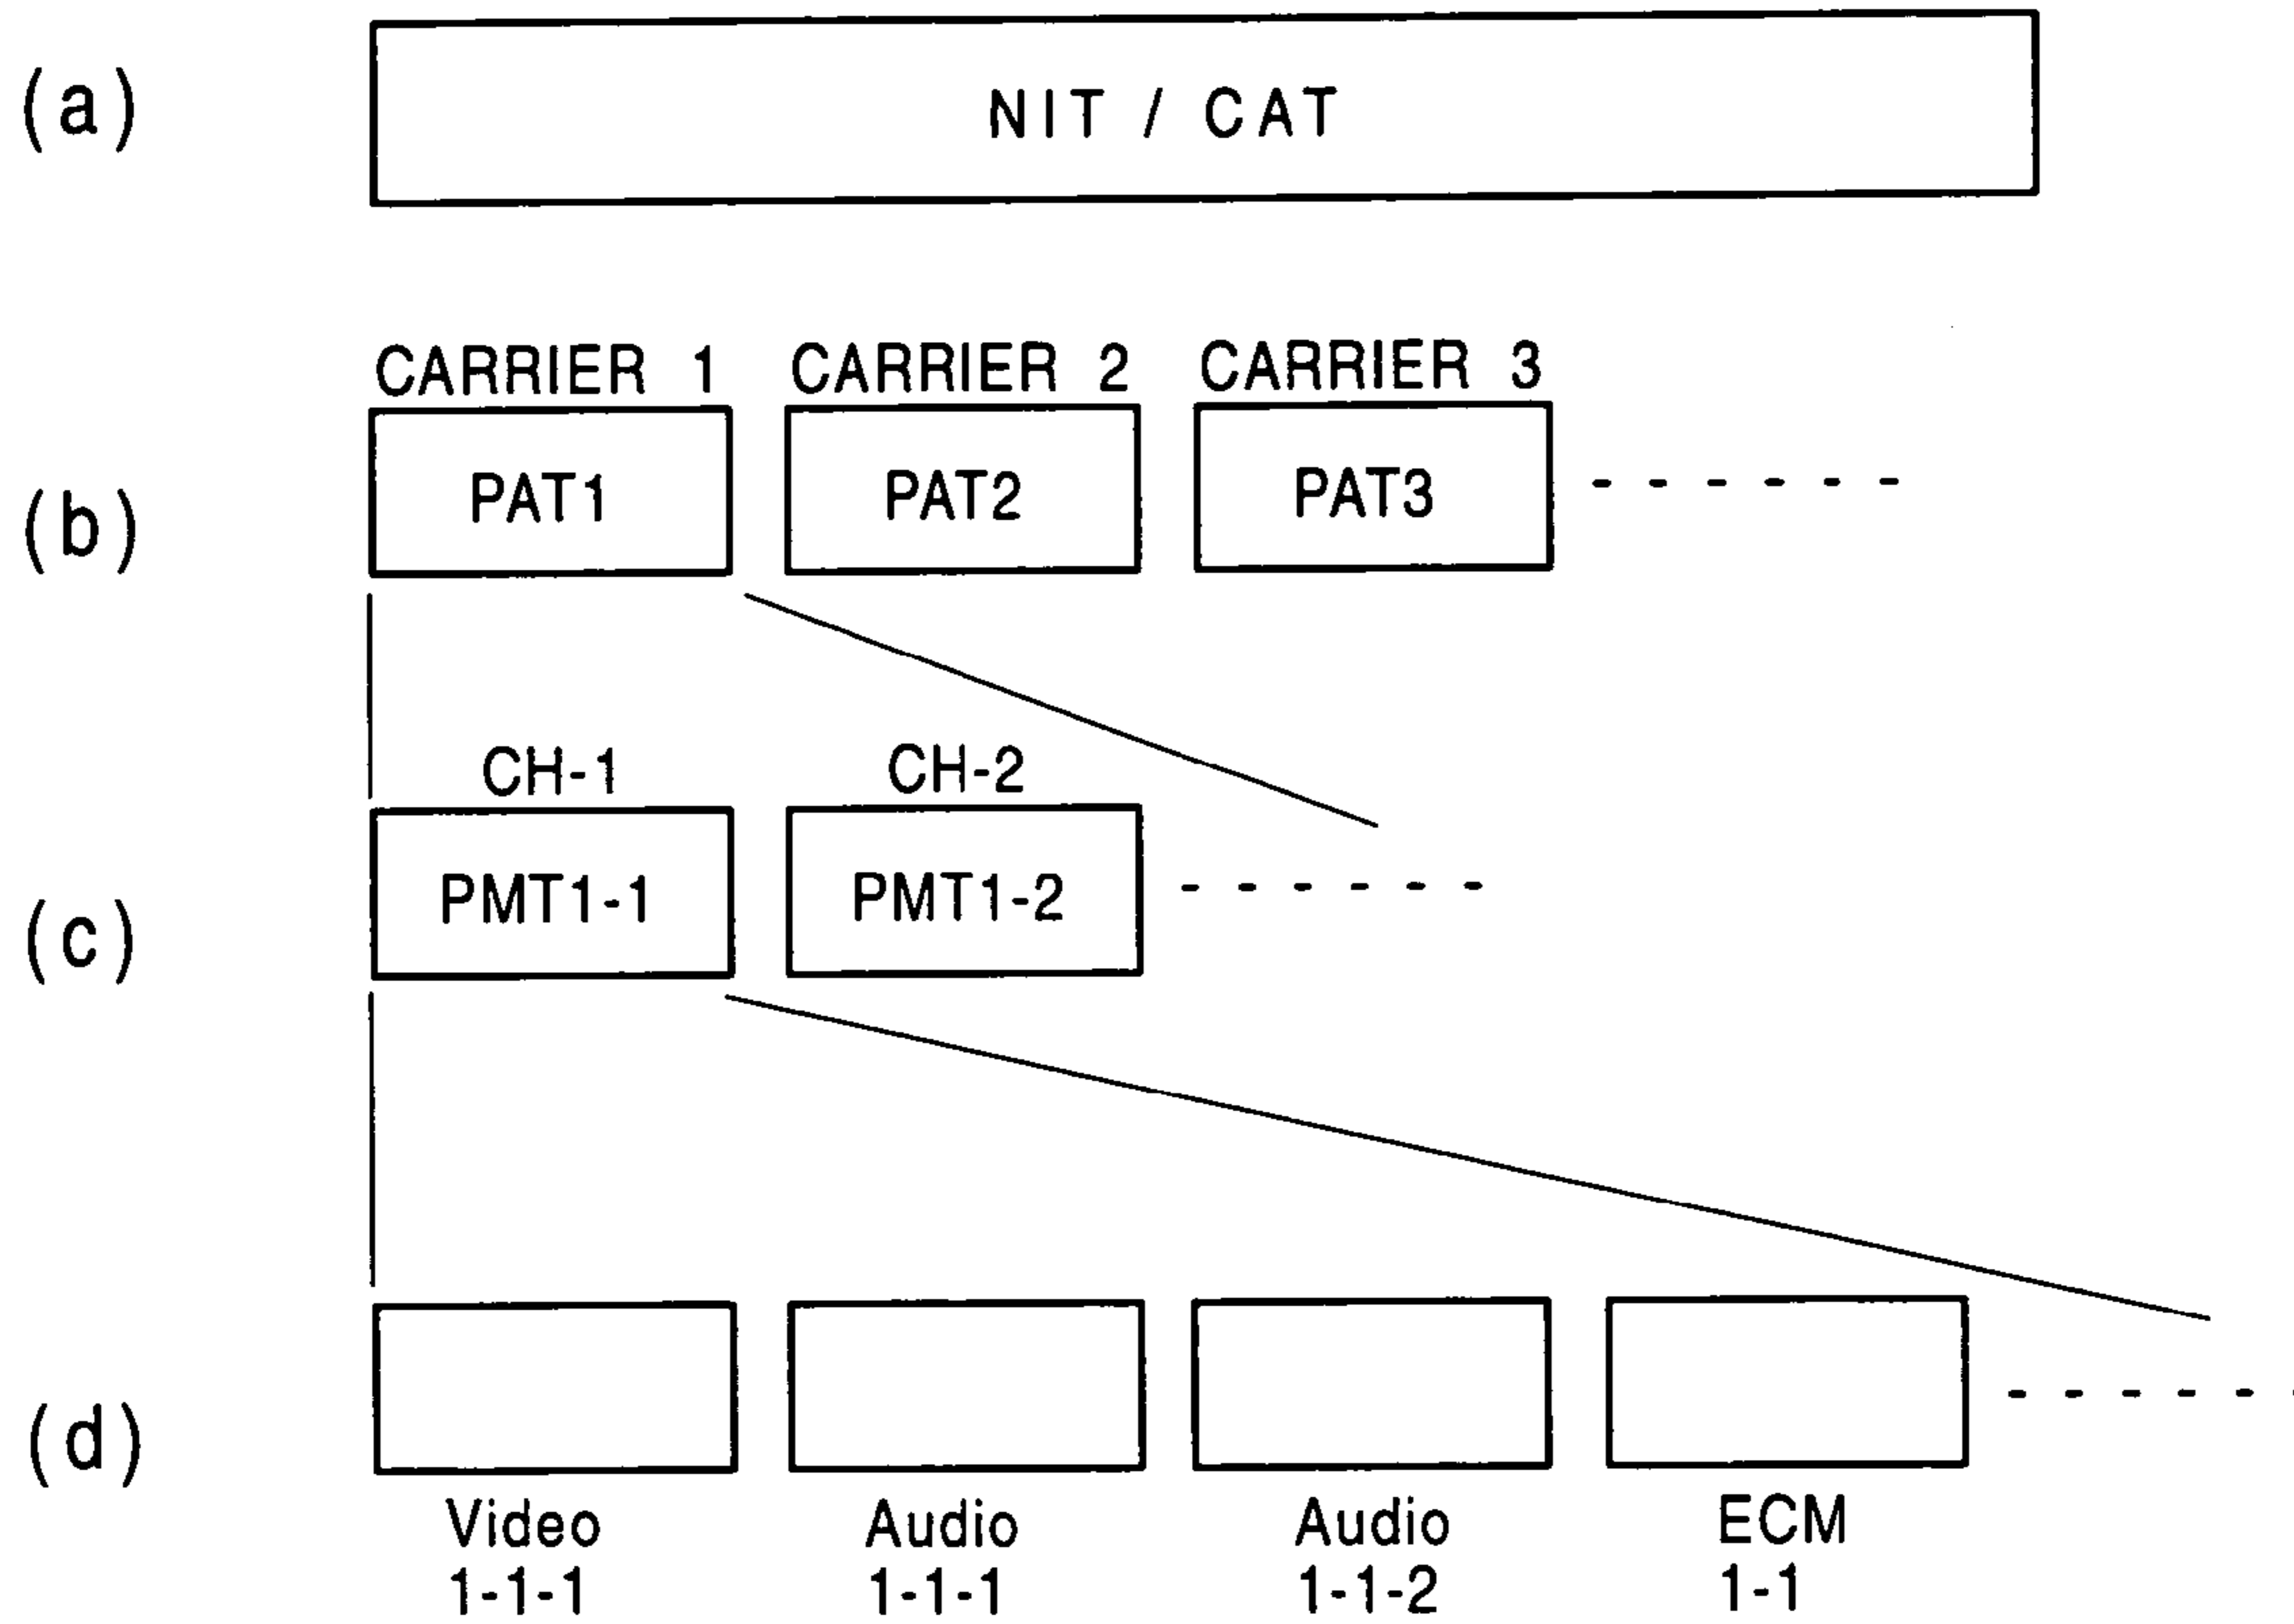 (a)
NIT / CAT
CARRIER 1 CARRIER 2 CARRIER 3
(b)
PAT1 PAT2 PAT3
CH-1 CH-2
(c)
PMT1-1 PMT1-2
(d)
Video Audio Audio ECM
1-1-1 1-1-1 1-1-2 1-1